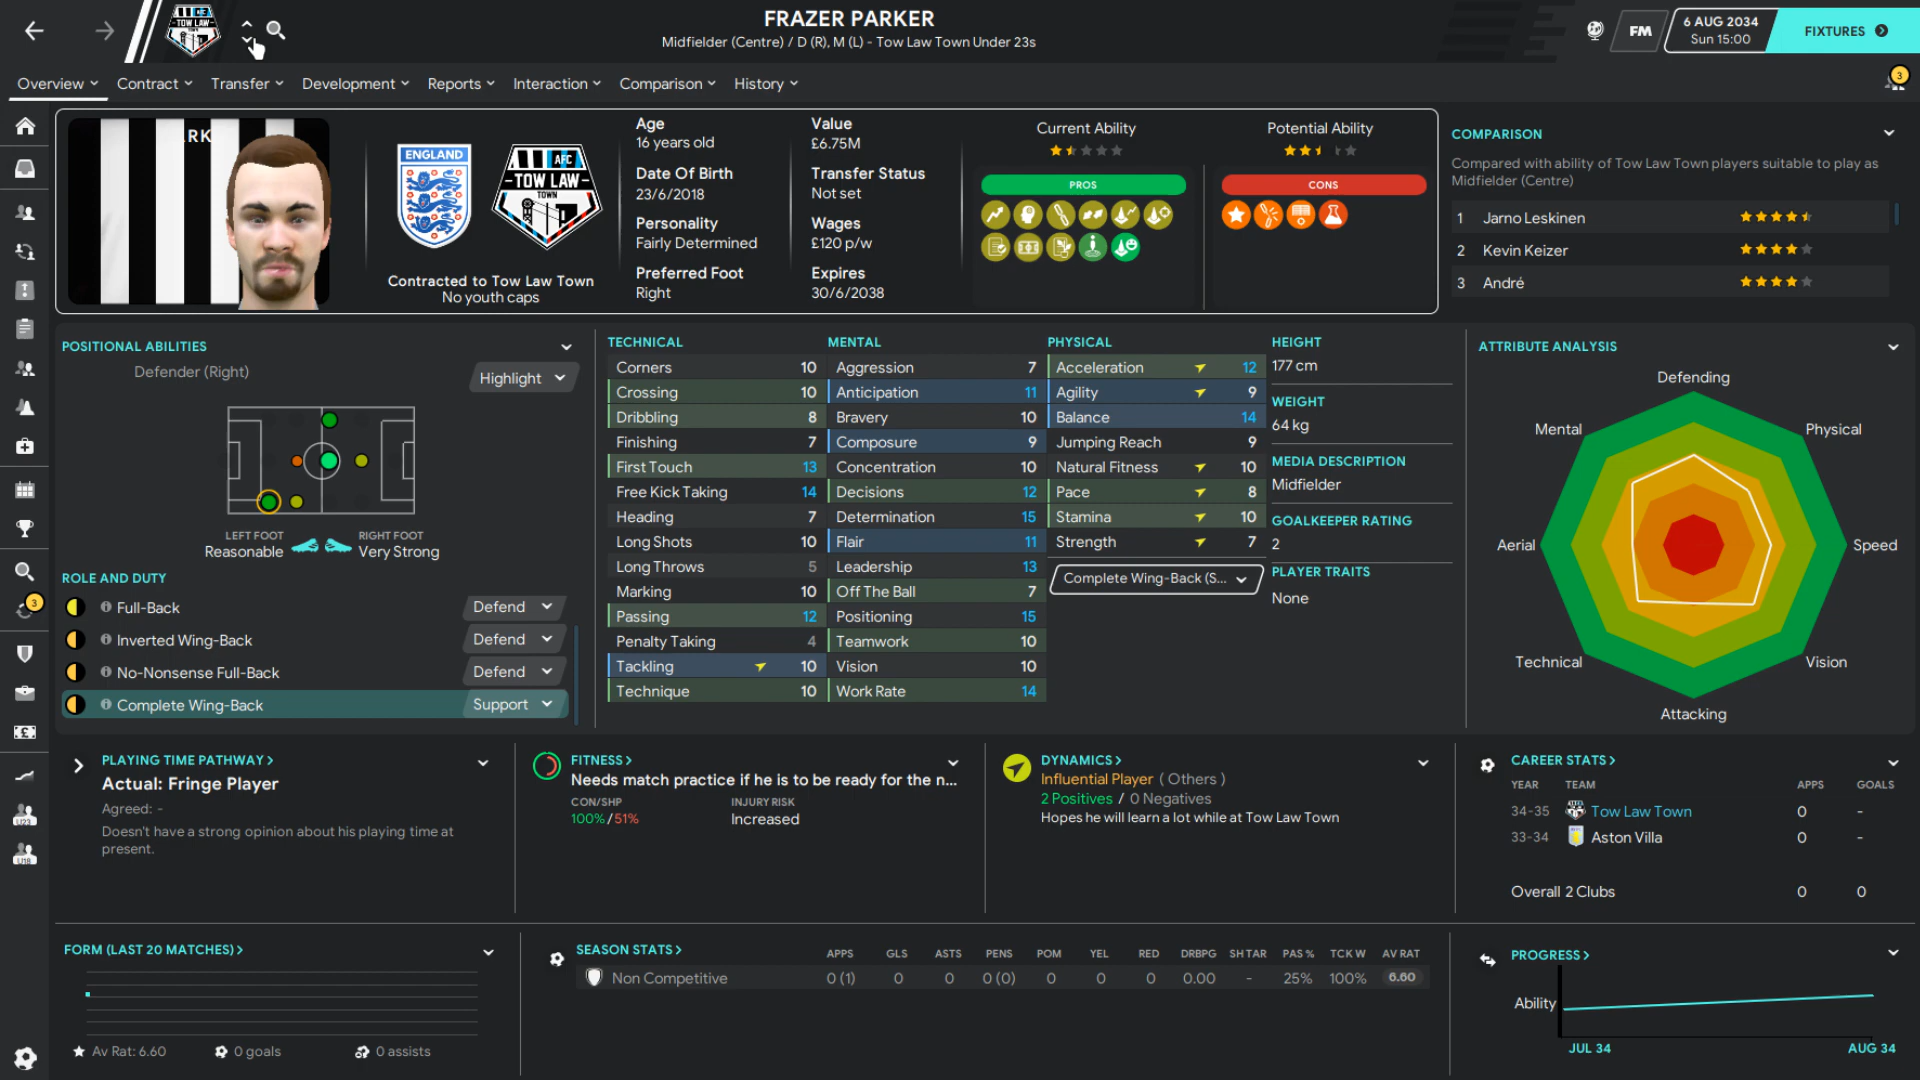 C3
TOW LAW
TOWN
FRAZER PARKER
Midfielder (Centre) / D (R), M (L) - Tow Law Town Under 23s
FM
6 AUG 2034
Sun 15:00
FIXTURES
Overview
Contract
Transfer
Development
Reports
Interaction
Comparison
History
3
RK
ENGLAND
AFC
TOW LAW
TOWN
Contracted to Tow Law Town
No youth caps
Age
16 years old
Date Of Birth
23/6/2018
Personality
Fairly Determined
Preferred Foot
Right
Value
£6.75M
Transfer Status
Not set
Wages
£120 p/w
Expires
30/6/2038
Current Ability
PROS
Potential Ability
CONS
COMPARISON
Compared with ability of Tow Law Town players suitable to play as
Midfielder (Centre)
1 Jarno Leskinen
2 Kevin Keizer
3 André
POSITIONAL ABILITIES
Defender (Right)
Highlight
LEFT FOOT
Reasonable
RIGHT FOOT
Very Strong
ROLE AND DUTY
Full-Back Defend
Inverted Wing-Back Defend
No-Nonsense Full-Back Defend
Complete Wing-Back Support
TECHNICAL
Corners 10
Crossing 10
Dribbling 8
Finishing 7
First Touch 13
Free Kick Taking 14
Heading 7
Long Shots 10
Long Throws 5
Marking 10
Passing 12
Penalty Taking 4
Tackling 10
Technique 10
MENTAL
Aggression 7
Anticipation 11
Bravery 10
Composure 9
Concentration 10
Decisions 12
Determination 15
Flair 11
Leadership 13
Off The Ball 7
Positioning 15
Teamwork 10
Vision 10
Work Rate 14
PHYSICAL
Acceleration 12
Agility 9
Balance 14
Jumping Reach 9
Natural Fitness 10
Pace 8
Stamina 10
Strength 7
Complete Wing-Back (S...
HEIGHT
177 cm
WEIGHT
64 kg
MEDIA DESCRIPTION
Midfielder
GOALKEEPER RATING
2
PLAYER TRAITS
None
ATTRIBUTE ANALYSIS
Defending
Mental
Physical
Aerial
Speed
Technical
Vision
Attacking
3
U23
U18
PLAYING TIME PATHWAY >
Actual: Fringe Player
Agreed: -
Doesn't have a strong opinion about his playing time at
present.
FITNESS >
Needs match practice if he is to be ready for the n...
CON/SHP
100% / 51%
INJURY RISK
Increased
DYNAMICS >
Influential Player ( Others )
2 Positives / 0 Negatives
Hopes he will learn a lot while at Tow Law Town
CAREER STATS >
YEAR TEAM APPS GOALS
34-35 Tow Law Town 0 -
33-34 Aston Villa 0 -
Overall 2 Clubs 0 0
FORM (LAST 20 MATCHES) >
Av Rat: 6.60
0 goals
0 assists
SEASON STATS >
APPS GLS ASTS PENS POM YEL RED DRBPG SH TAR PAS % TCK W AV RAT
Non Competitive 0 (1) 0 0 0 (0) 0 0 0 0.00 - 25% 100% 6.60
PROGRESS >
Ability
JUL 34
AUG 34